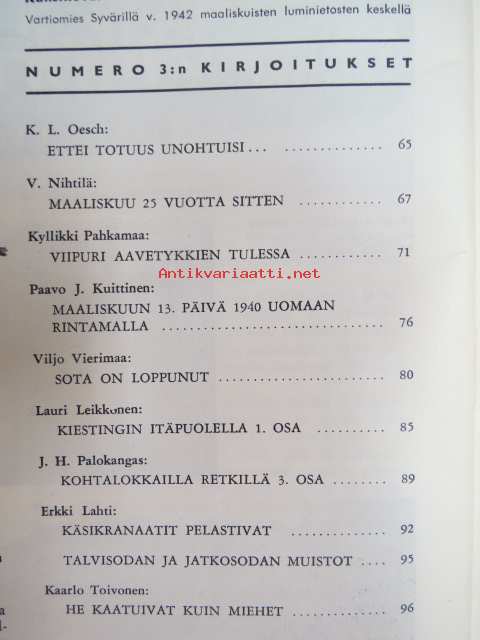 Vartiomies Syvärillä v. 1942 maaliskuisten luminietosten keskellä
NUMERO 3:n KIRJOITUKSET
K. L. Oesch:
ETTEI TOTUUS UNOHTUISI... .............. 65
V. Nihtilä:
MAALISKUU 25 VUOTTA SITTEN ............ 67
Kyllikki Pahkamaa:
VIIPURI AAVETYKKIEN TULESSA ............ 71
Antikvariaatti.net
Paavo J. Kuittinen:
MAALISKUUN 13. PÄIVÄ 1940 UOMAAN
RINTAMALLA ................................ 76
Viljo Vierimaa:
SOTA ON LOPPUNUT ........................ 80
Lauri Leikkonen:
KIESTINGIN ITÄPUOLELLA 1. OSA .......... 85
J. H. Palokangas:
KOHTALOKKAILLA RETKILLÄ 3. OSA ........ 89
Erkki Lahti:
KÄSIKRANAATIT PELASTIVAT .............. 92
TALVISODAN JA JATKOSODAN MUISTOT .... 95
Kaarlo Toivonen:
HE KAATUIVAT KUIN MIEHET ............ 96